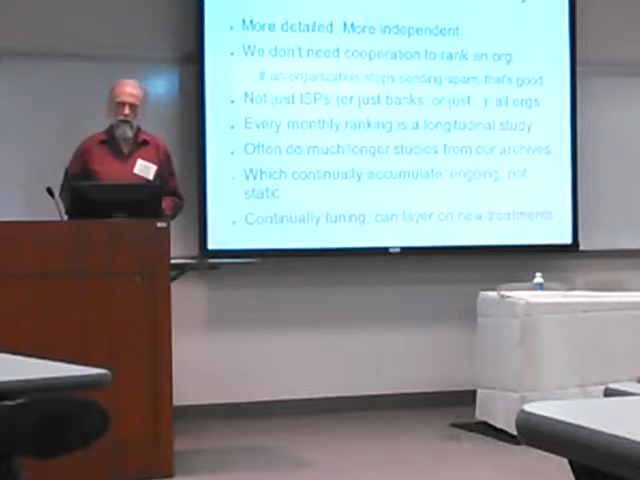 More detailed. More independent
We don't need cooperation to rank an org
If an organization stops sending spam, that's good
Not just ISPs (or just banks, or just...): all orgs
Every monthly ranking is a longitudinal study
Often do much longer studies from our archives
Which continually accumulate: ongoing, not
static
Continually tuning: can layer on new treatments